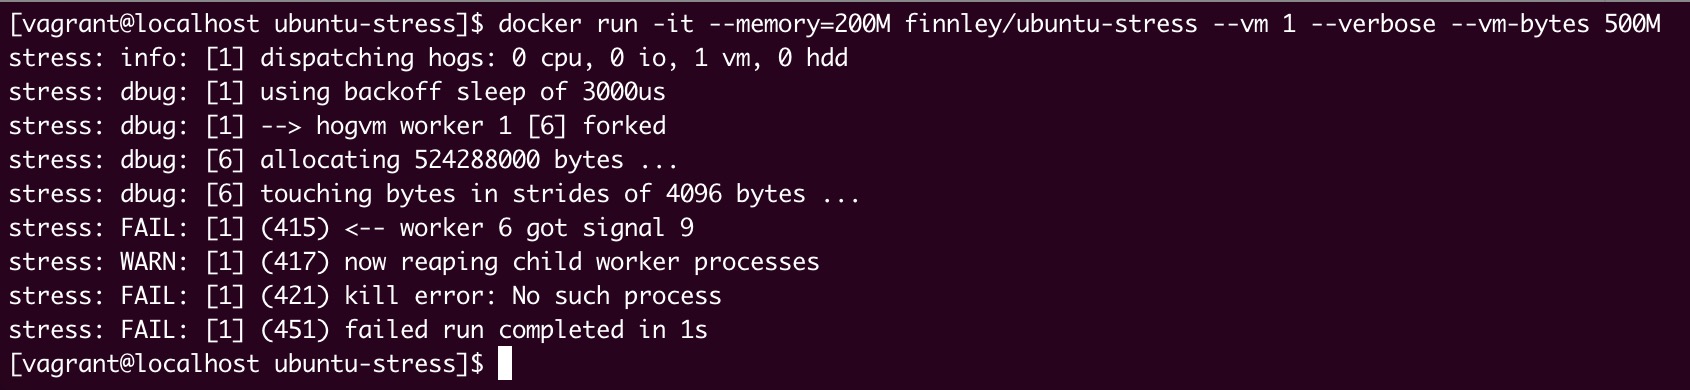 [vagrant@localhost ubuntu-stress]$ docker run -it --memory=200M finnley/ubuntu-stress --vm 1 --verbose --vm-bytes 500M
stress: info: [1] dispatching hogs: 0 cpu, 0 io, 1 vm, 0 hdd
stress: dbug: [1] using backoff sleep of 3000us
stress: dbug: [1] --> hogvm worker 1 [6] forked
stress: dbug: [6] allocating 524288000 bytes ...
stress: dbug: [6] touching bytes in strides of 4096 bytes ...
stress: FAIL: [1] (415) <-- worker 6 got signal 9
stress: WARN: [1] (417) now reaping child worker processes
stress: FAIL: [1] (421) kill error: No such process
stress: FAIL: [1] (451) failed run completed in 1s
[vagrant@localhost ubuntu-stress]$